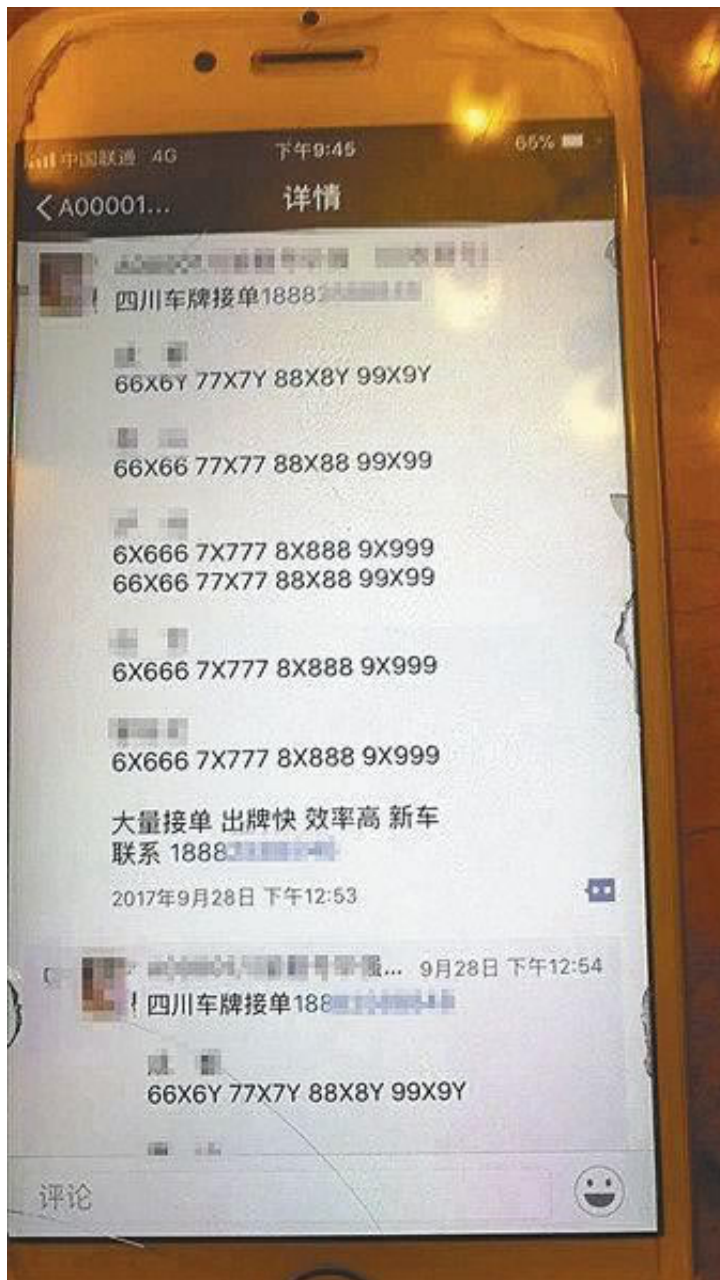 中国联通 4G 下午9:45 66%
A00001... 详情
四川车牌接单1888
66X6Y 77X7Y 88X8Y 99X9Y
66X66 77X77 88X88 99X99
6X666 7X777 8X888 9X999
66X66 77X77 88X88 99X99
6X666 7X777 8X888 9X999
6X666 7X777 8X888 9X999
大量接单 出牌快 效率高 新车
联系 1888
2017年9月28日 下午12:53
... 9月28日 下午12:54
四川车牌接单188
66X6Y 77X7Y 88X8Y 99X9Y
评论